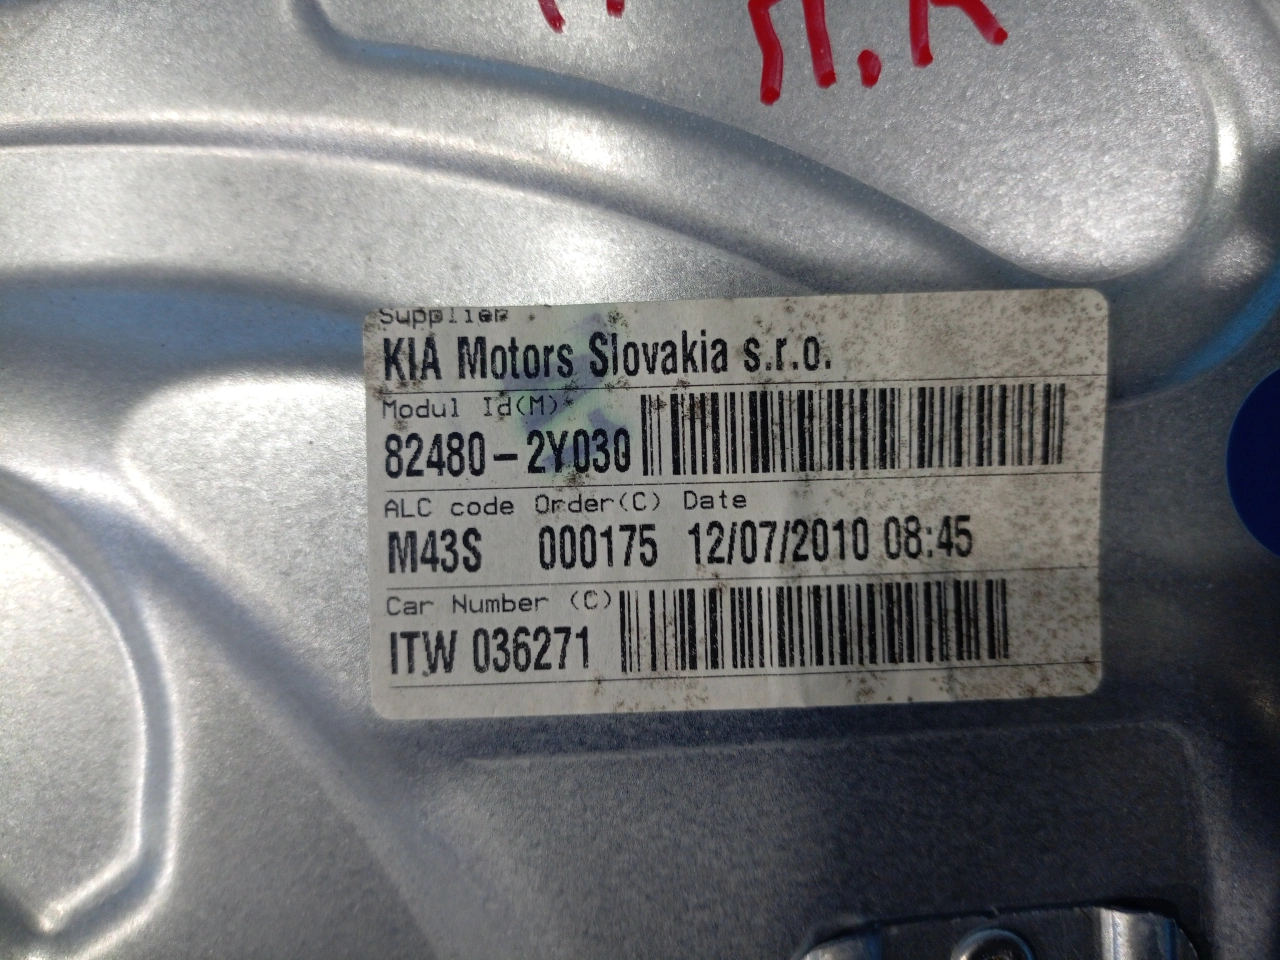 Л.К
Supplier
KIA Motors Slovakia s.r.o.
Modul Id(M)
82480-2Y030
ALC code Order(C) Date
M43S 000175 12/07/2010 08:45
Car Number (C)
ITW 036271